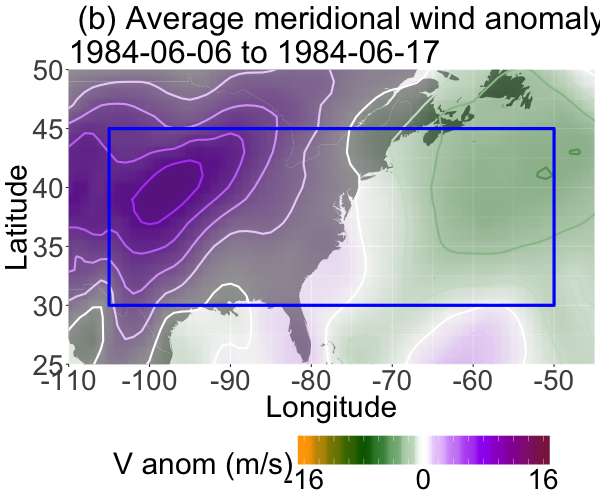 (b) Average meridional wind anomaly
1984-06-06 to 1984-06-17
50
45
40
35
30
25
Latitude
-110 -100 -90 -80 -70 -60 -50
Longitude
V anom (m/s)
-16 0 16